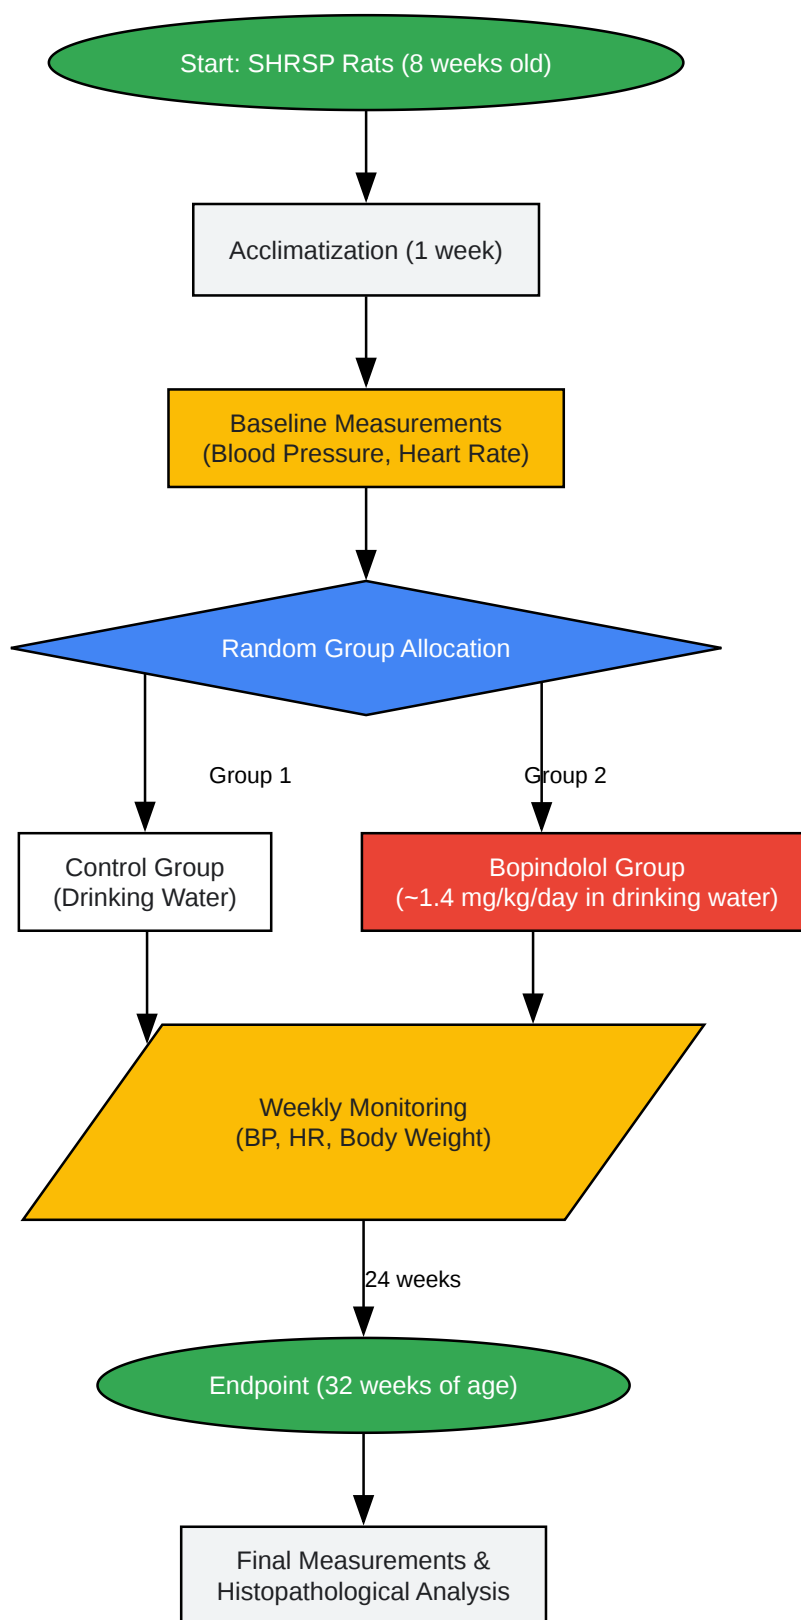 Start: SHRSP Rats (8 weeks old)
Acclimatization (1 week)
Baseline Measurements
(Blood Pressure, Heart Rate)
Random Group Allocation
Group 1
Group 2
Control Group
(Drinking Water)
Bopindolol Group
(~1.4 mg/kg/day in drinking water)
Weekly Monitoring
(BP, HR, Body Weight)
24 weeks
Endpoint (32 weeks of age)
Final Measurements &
Histopathological Analysis